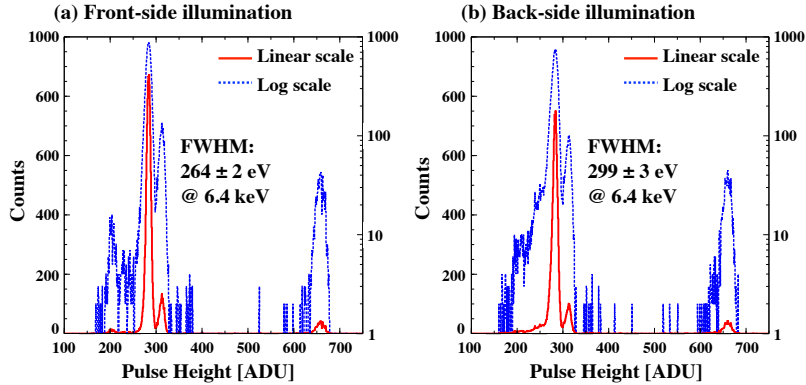 (a) Front-side illumination
1000
800
600
400
200
0
Counts
Linear scale
Log scale
FWHM:
264 ± 2 eV
@ 6.4 keV
1000
100
10
1
100 200 300 400 500 600 700
Pulse Height [ADU]
(b) Back-side illumination
1000
800
600
400
200
0
Counts
Linear scale
Log scale
FWHM:
299 ± 3 eV
@ 6.4 keV
1000
100
10
1
100 200 300 400 500 600 700
Pulse Height [ADU]